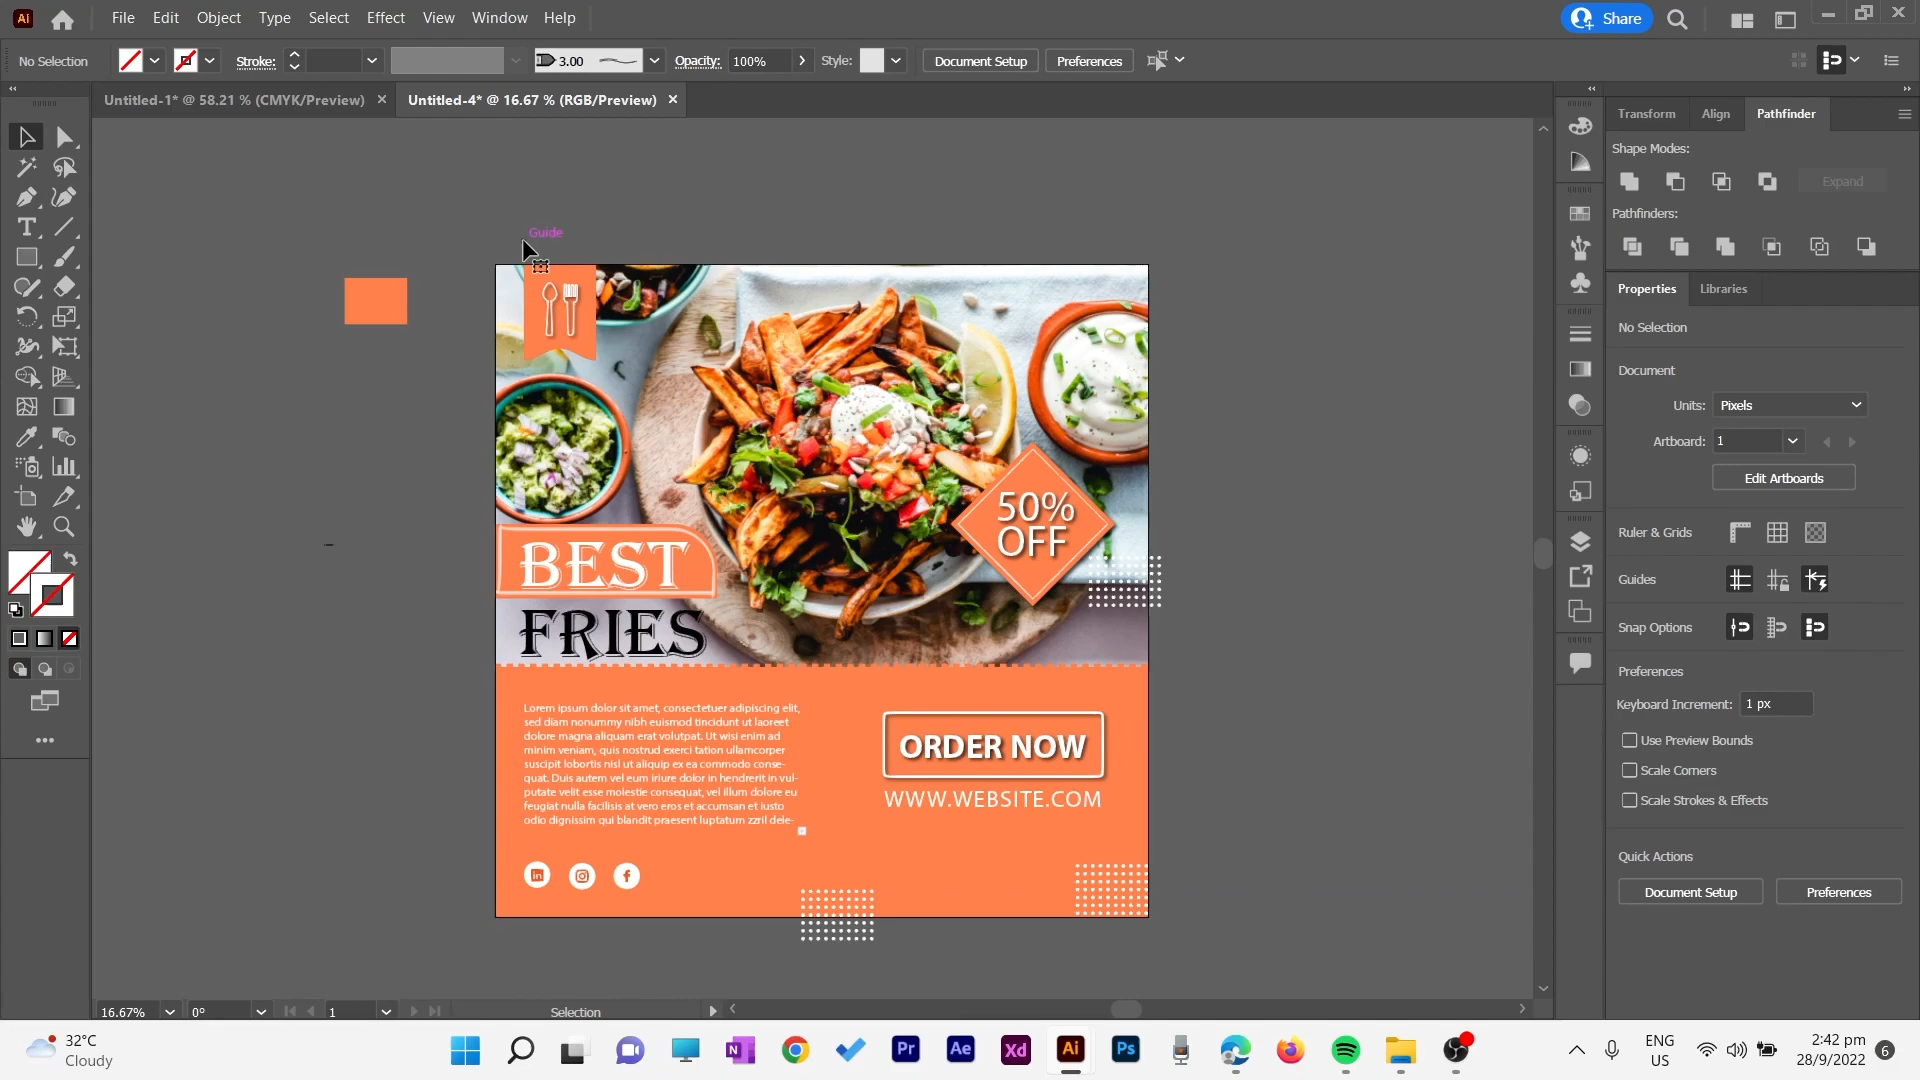 Ai File Edit Object Type Select Effect View Window Help Share
No Selection Stroke: 3.00 Opacity: 100% Style: Document Setup Preferences
Untitled-1* @ 58.21 % (CMYK/Preview) × Untitled-4* @ 16.67 % (RGB/Preview) ×
Transform Align Pathfinder
Shape Modes:
Expand
Pathfinders:
Properties Libraries
No Selection
Document
Units: Pixels
Artboard: 1
Edit Artboards
Ruler & Grids
Guides
Snap Options
Preferences
Keyboard Increment: 1 px
Use Preview Bounds
Scale Corners
Scale Strokes & Effects
Quick Actions
Document Setup Preferences
Guide
50%
OFF
BEST
FRIES
Lorem ipsum dolor sit amet, consectetuer adipiscing elit,
sed diam nonummy nibh euismod tincidunt ut laoreet
dolore magna aliquam erat volutpat. Ut wisi enim ad
minim veniam, quis nostrud exerci tation ullamcorper
suscipit lobortis nisl ut aliquip ex ea commodo conse-
quat. Duis autem vel eum iriure dolor in hendrerit in vul-
putate velit esse molestie consequat, vel illum dolore eu
feugiat nulla facilisis at vero eros et accumsan et iusto
odio dignissim qui blandit praesent luptatum zzril dele-
ORDER NOW
WWW.WEBSITE.COM
in f
16.67% 0° 1 Selection
32°C
Cloudy
N Pr Ae Xd Ai Ps
ENG
US
2:42 pm
28/9/2022
6